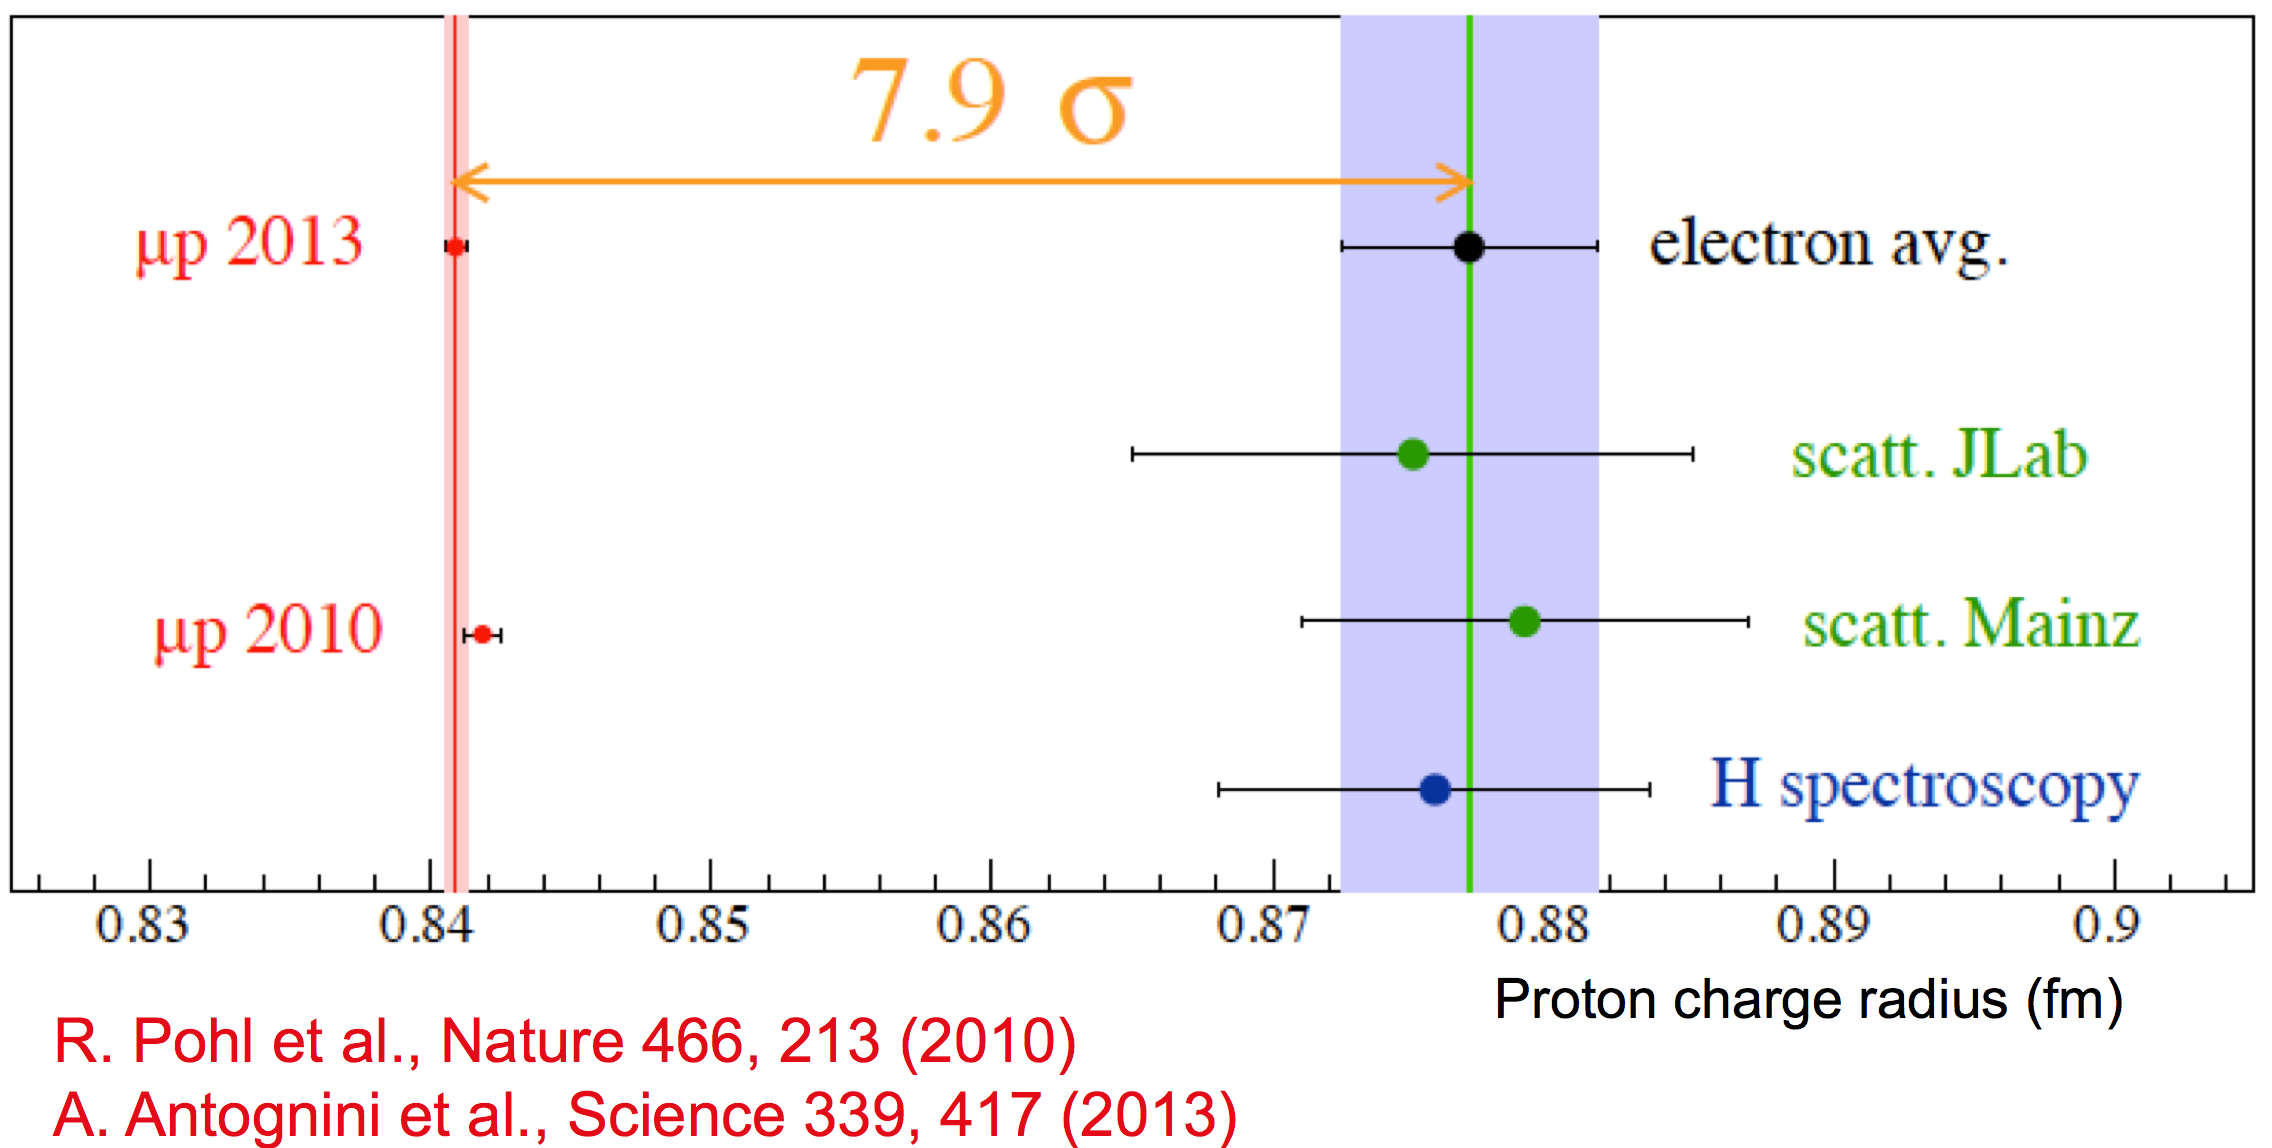 7.9 σ
μp 2013
electron avg.
scatt. JLab
μp 2010
scatt. Mainz
H spectroscopy
0.83 0.84 0.85 0.86 0.87 0.88 0.89 0.9
Proton charge radius (fm)
R. Pohl et al., Nature 466, 213 (2010)
A. Antognini et al., Science 339, 417 (2013)